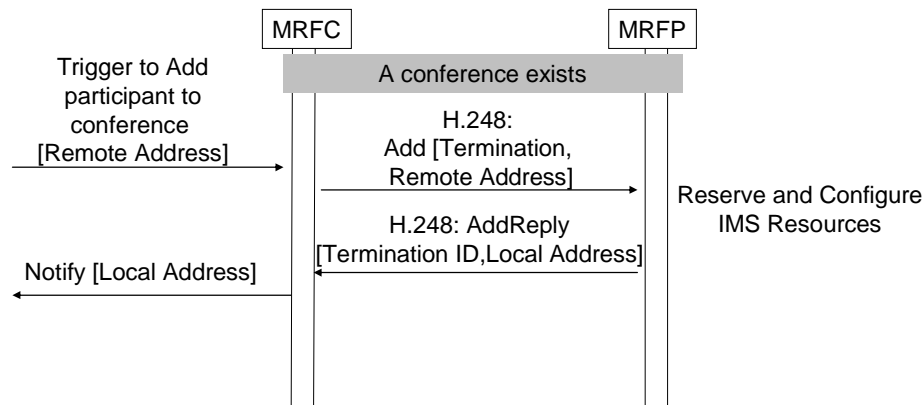 MRFC
MRFP
A conference exists
Trigger to Add
participant to
conference
[Remote Address]
H.248:
Add [Termination,
Remote Address]
Reserve and Configure
IMS Resources
H.248: AddReply
[Termination ID,Local Address]
Notify [Local Address]